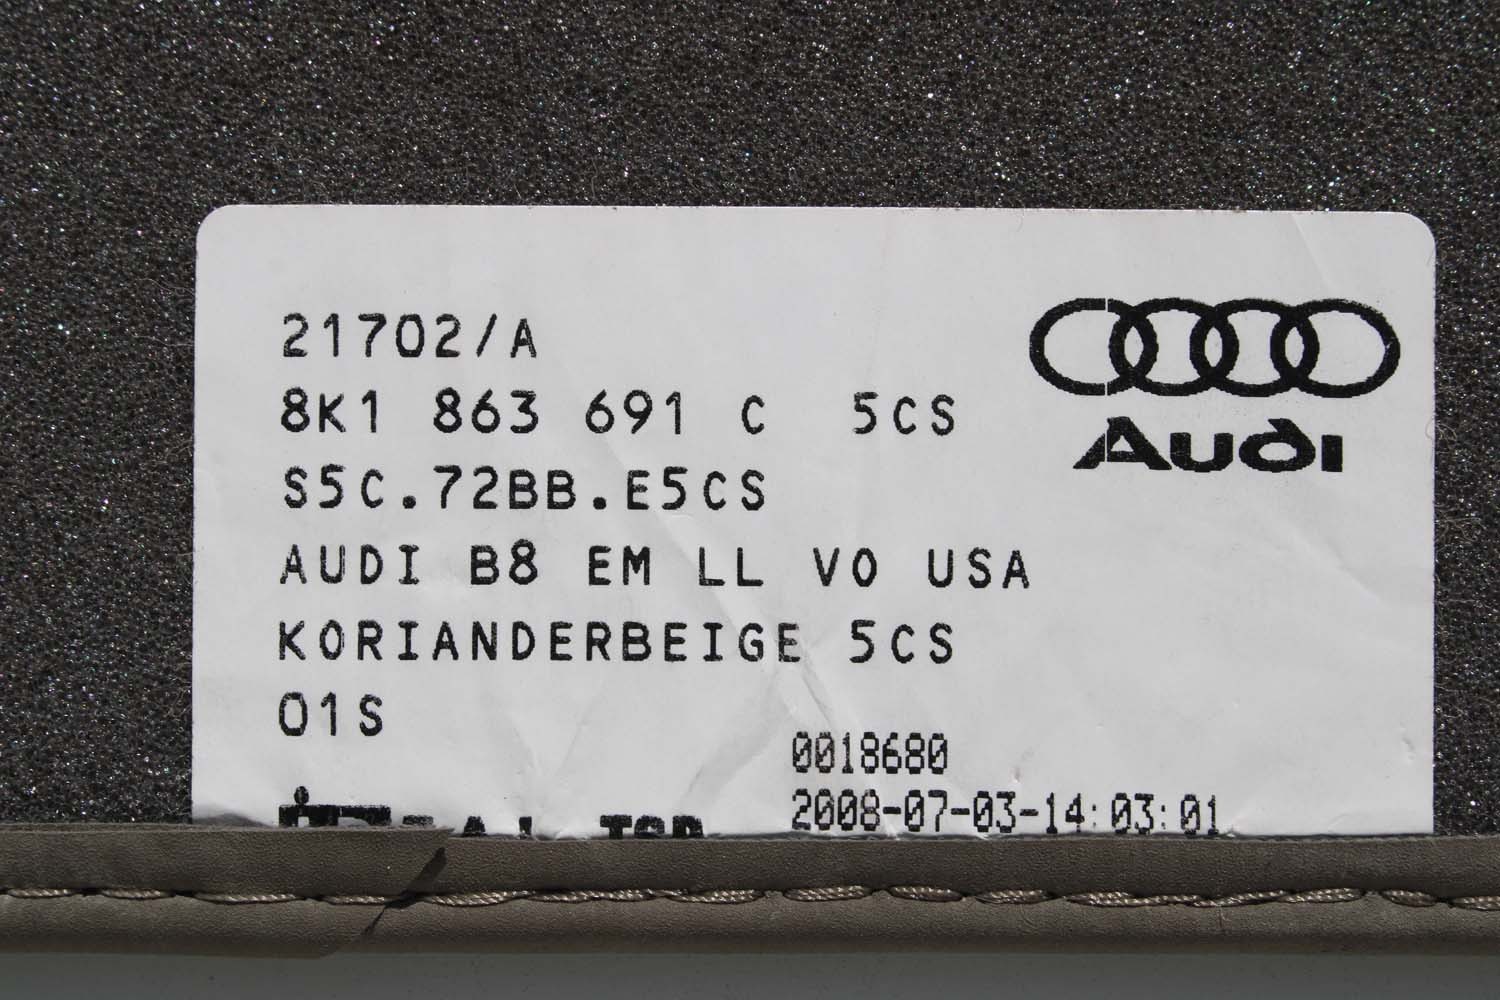 21702/A
8K1 863 691 C 5CS
Audi
S5C.72BB.E5CS
AUDI B8 EM LL VO USA
KORIANDERBEIGE 5CS
01S
0018680
2008-07-03-14:03:01